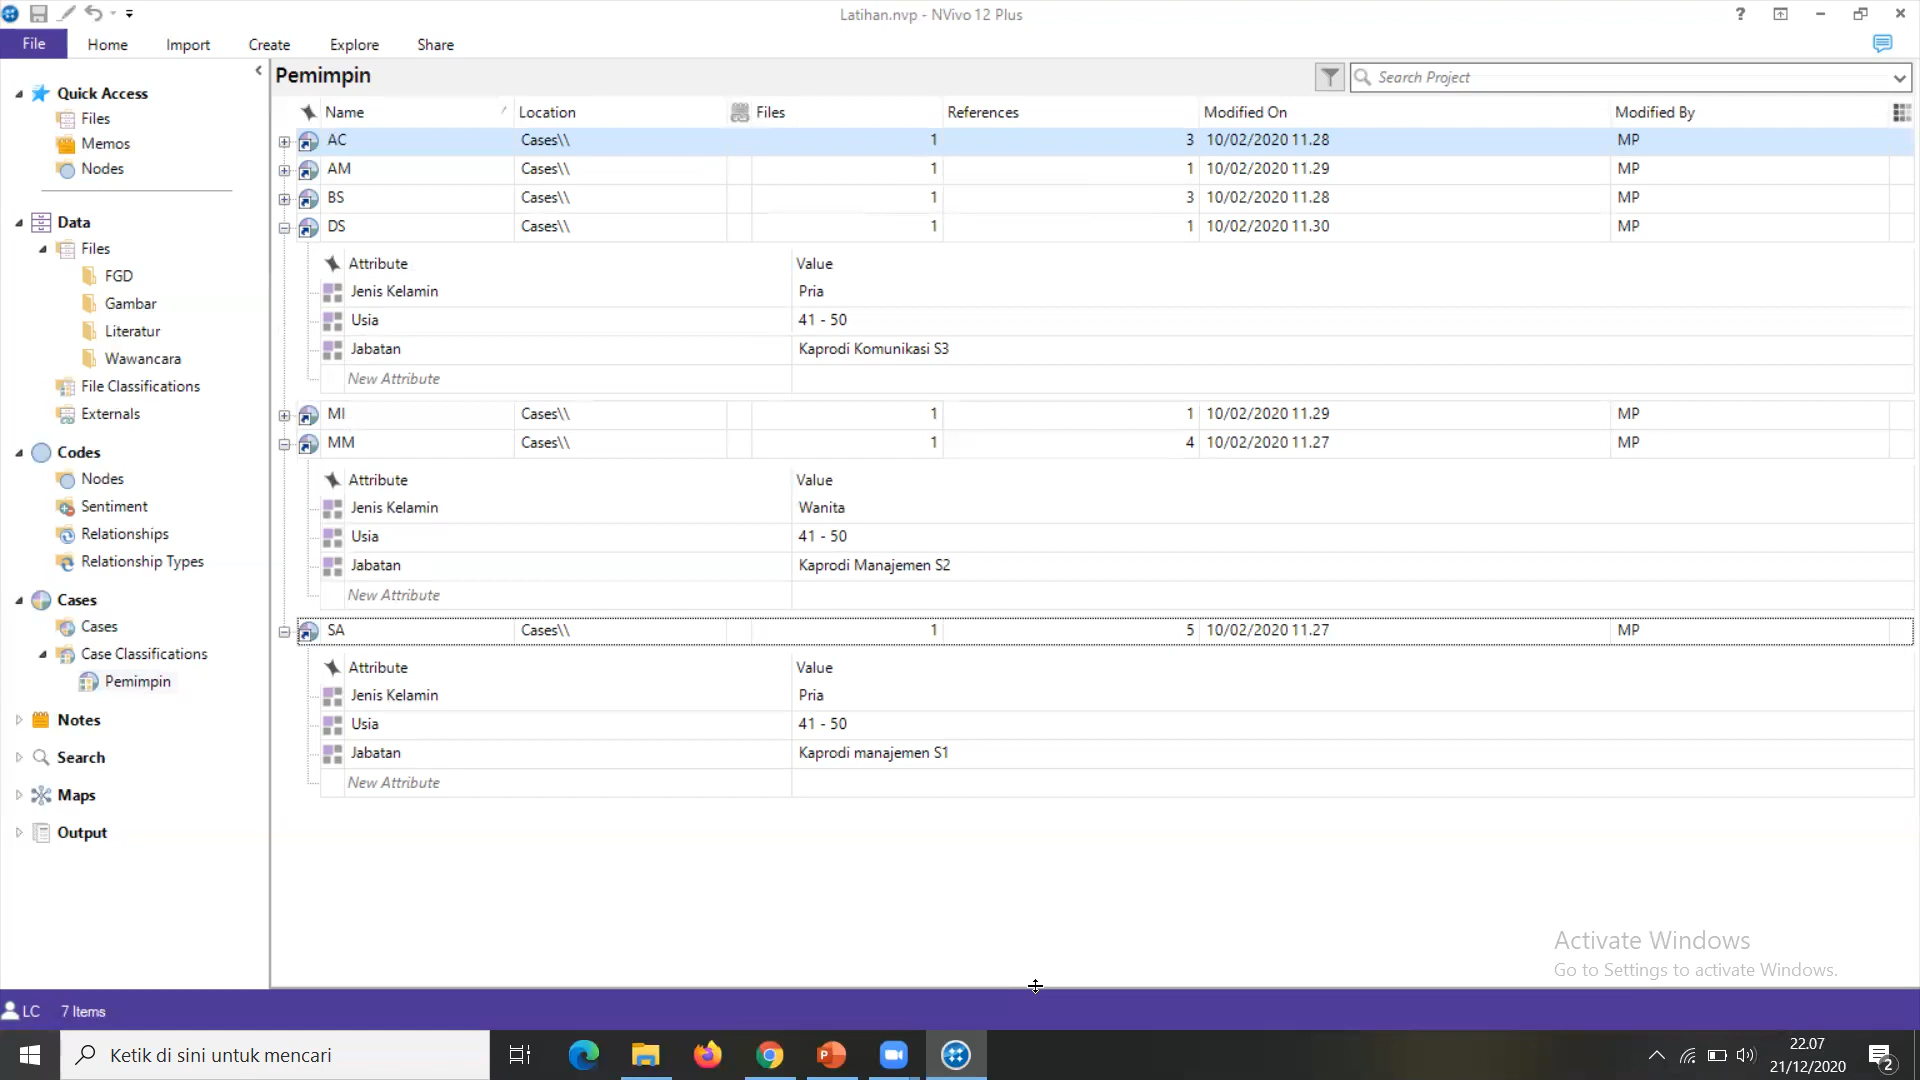 Latihan.nvp - NVivo 12 Plus
File Home Import Create Explore Share
Quick Access
Files
Memos
Nodes
Data
Files
FGD
Gambar
Literatur
Wawancara
File Classifications
Externals
Codes
Nodes
Sentiment
Relationships
Relationship Types
Cases
Cases
Case Classifications
Pemimpin
Notes
Search
Maps
Output
Pemimpin
Search Project
Name Location Files References Modified On Modified By
AC Cases\\ 1 3 10/02/2020 11.28 MP
AM Cases\\ 1 1 10/02/2020 11.29 MP
BS Cases\\ 1 3 10/02/2020 11.28 MP
DS Cases\\ 1 1 10/02/2020 11.30 MP
Attribute Value
Jenis Kelamin Pria
Usia 41 - 50
Jabatan Kaprodi Komunikasi S3
New Attribute
MI Cases\\ 1 1 10/02/2020 11.29 MP
MM Cases\\ 1 4 10/02/2020 11.27 MP
Attribute Value
Jenis Kelamin Wanita
Usia 41 - 50
Jabatan Kaprodi Manajemen S2
New Attribute
SA Cases\\ 1 5 10/02/2020 11.27 MP
Attribute Value
Jenis Kelamin Pria
Usia 41 - 50
Jabatan Kaprodi manajemen S1
New Attribute
Activate Windows
Go to Settings to activate Windows.
LC 7 Items
Ketik di sini untuk mencari
22.07
21/12/2020
2